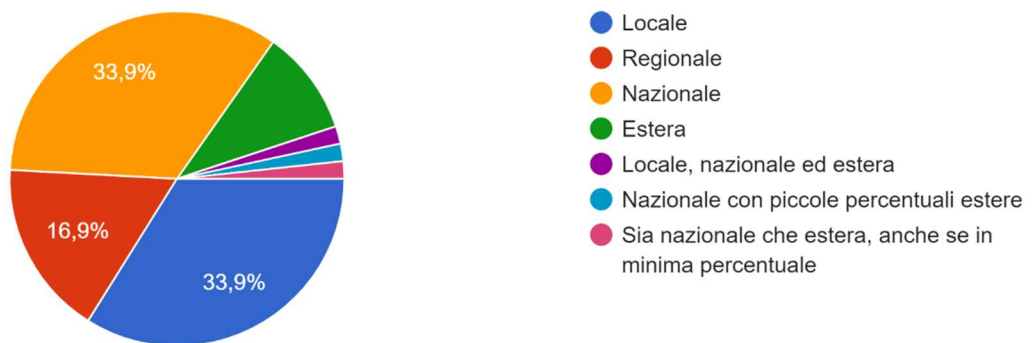 33,9%
16,9%
33,9%
Locale
Regionale
Nazionale
Estera
Locale, nazionale ed estera
Nazionale con piccole percentuali estere
Sia nazionale che estera, anche se in
minima percentuale